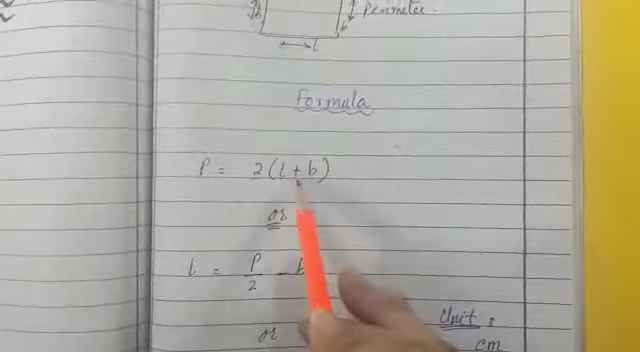 b b
l
Perimeter.
Formula
P = 2(l+b)
or
l = P/2 - b
or
Unit :
cm